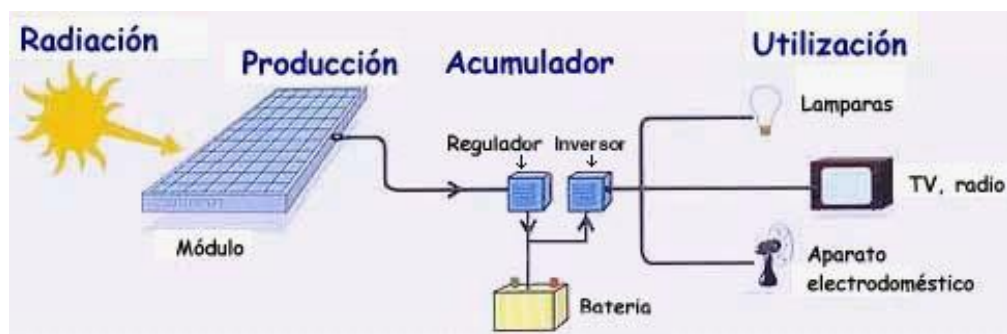 Radiación
Producción
Acumulador
Utilización
Lamparas
Regulador
Inversor
TV, radio
Módulo
Aparato
electrodoméstico
Bateria